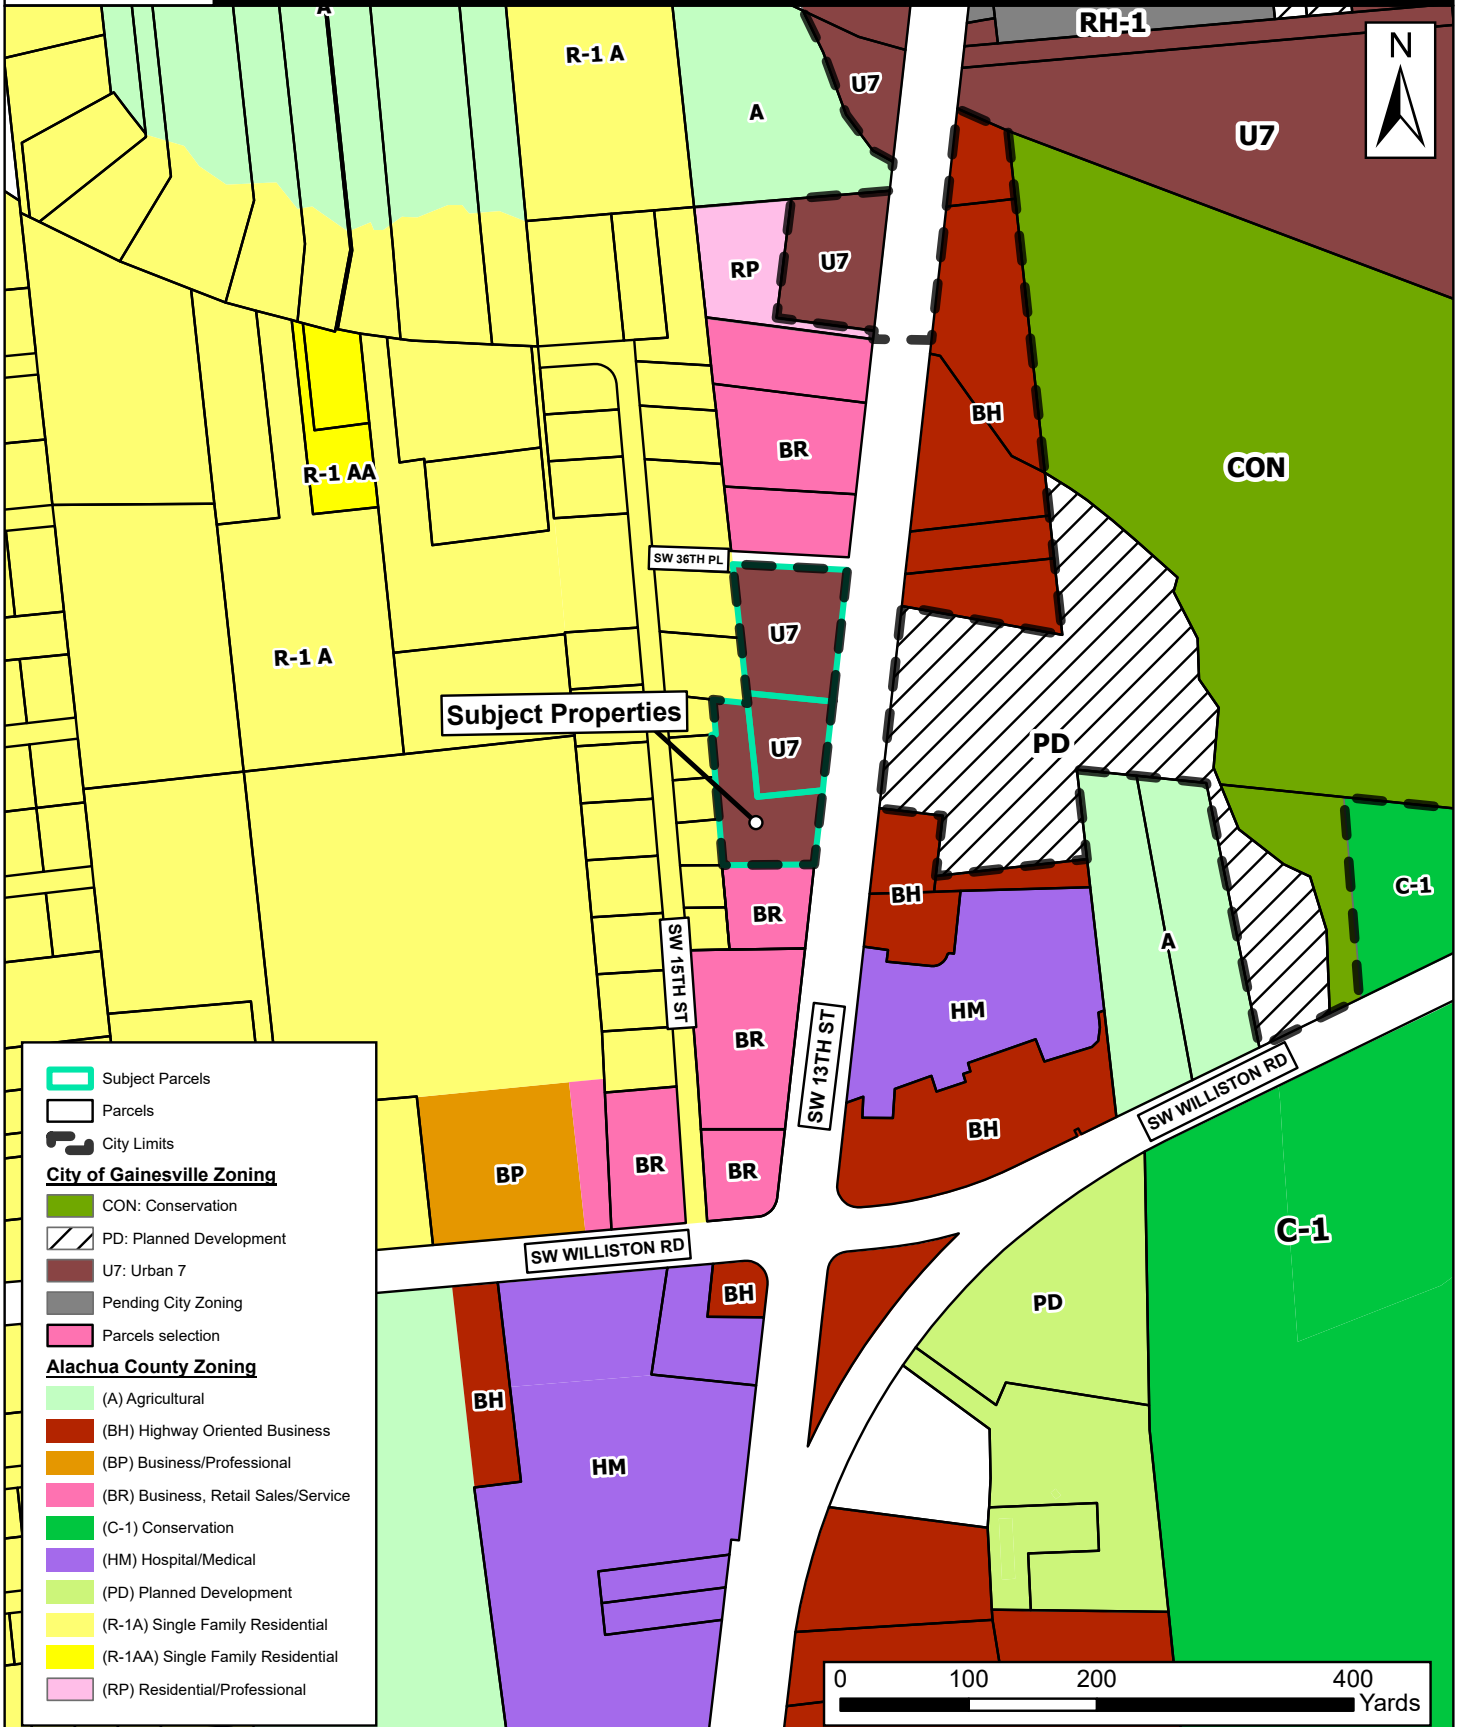 A
RH-1
R-1 A
N
U7
A
U7
RP
U7
BH
BR
CON
R-1 AA
SW 36TH PL
U7
R-1 A
Subject Properties
PD
U7
BH
C-1
BR
A
SW 15TH ST
HM
BR
SW 13TH ST
SW WILLISTON RD
BH
BP
BR
BR
C-1
SW WILLISTON RD
BH
PD
BH
HM
Subject Parcels
Parcels
City Limits
City of Gainesville Zoning
CON: Conservation
PD: Planned Development
U7: Urban 7
Pending City Zoning
Parcels selection
Alachua County Zoning
(A) Agricultural
(BH) Highway Oriented Business
(BP) Business/Professional
(BR) Business, Retail Sales/Service
(C-1) Conservation
(HM) Hospital/Medical
(PD) Planned Development
(R-1A) Single Family Residential
(R-1AA) Single Family Residential
(RP) Residential/Professional
0 100 200 400
Yards